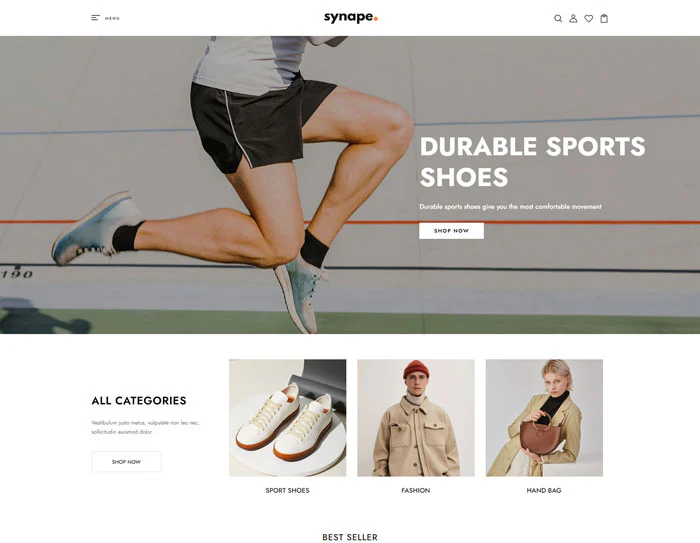 MENU
synape.
DURABLE SPORTS
SHOES
Durable sports shoes give you the most comfortable movement
SHOP NOW
190
ALL CATEGORIES
Vestibulum justo metus, vulputate non leo nec,
sollicitudin euismod dolor
SHOP NOW
SPORT SHOES
FASHION
HAND BAG
BEST SELLER